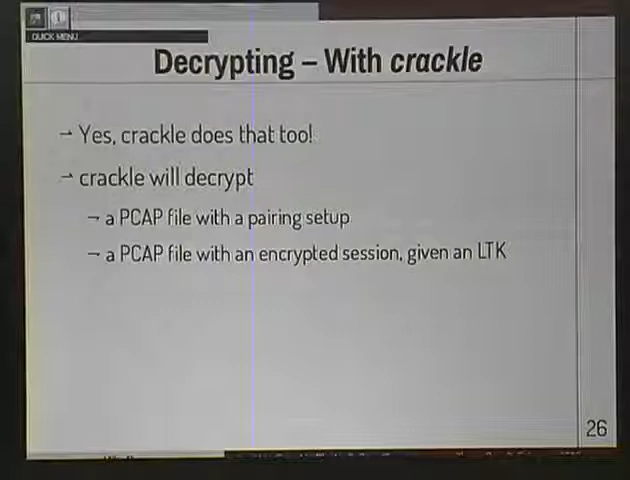 QUICK MENU
Decrypting – With crackle
→ Yes, crackle does that too!
→ crackle will decrypt
→ a PCAP file with a pairing setup
→ a PCAP file with an encrypted session, given an LTK
26